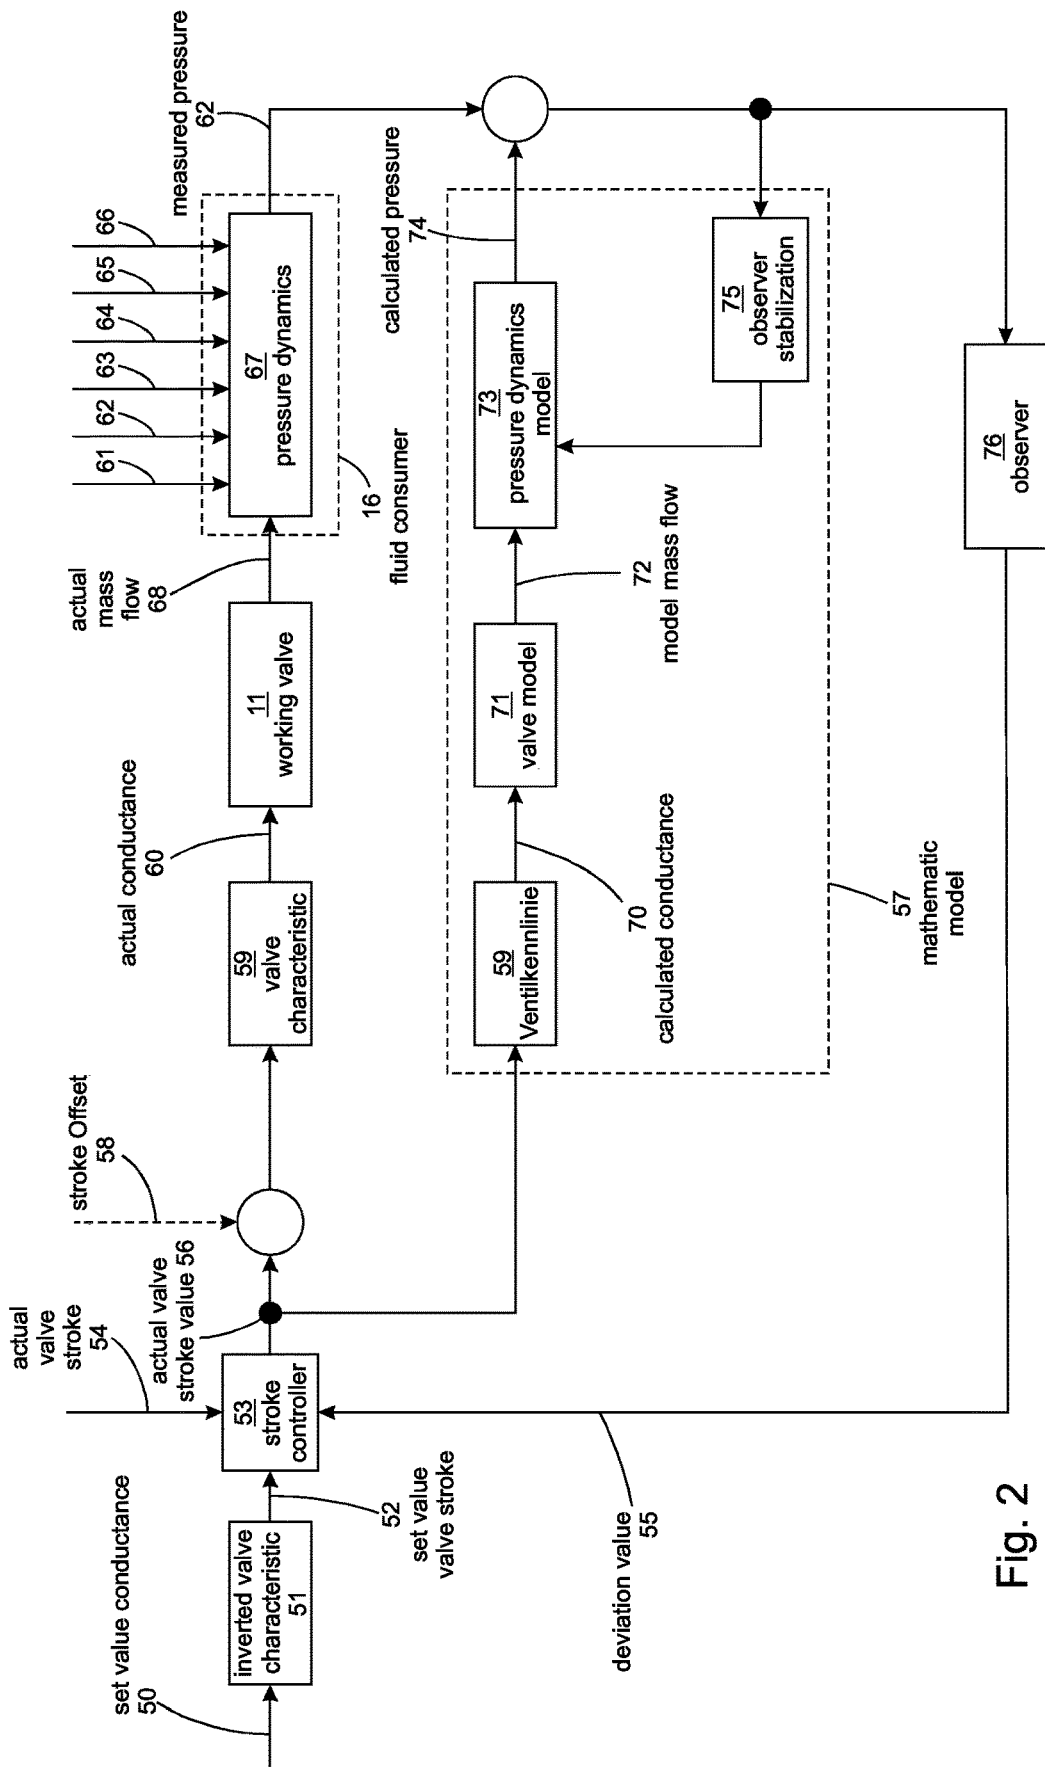 set value conductance
50
inverted valve
characteristic
51
52
set value
valve stroke
actual
valve
stroke
54
53
stroke
controller
actual valve
stroke value 56
stroke Offset
58
59
valve
characteristic
actual conductance
60
11
working valve
actual
mass
flow
68
61
62
63
64
65
66
67
pressure dynamics
16
fluid consumer
measured pressure
62
59
Ventilkennlinie
70
calculated conductance
71
valve model
72
model mass flow
73
pressure dynamics
model
calculated pressure
74
75
observer
stabilization
57
mathematic
model
76
observer
deviation value
55
Fig. 2